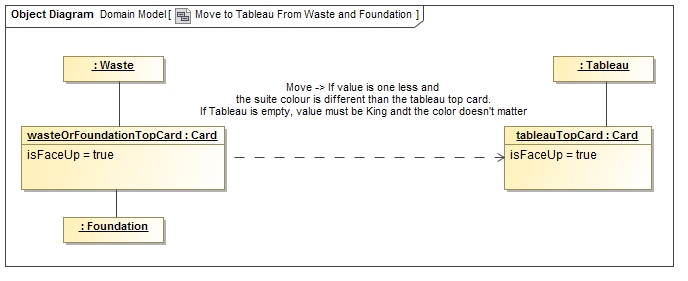 Object Diagram Domain Model[ Move to Tableau From Waste and Foundation ]
: Waste
: Tableau
Move -> If value is one less and
the suite colour is different than the tableau top card.
If Tableau is empty, value must be King andt the color doesn't matter
wasteOrFoundationTopCard : Card
isFaceUp = true
tableauTopCard : Card
isFaceUp = true
: Foundation